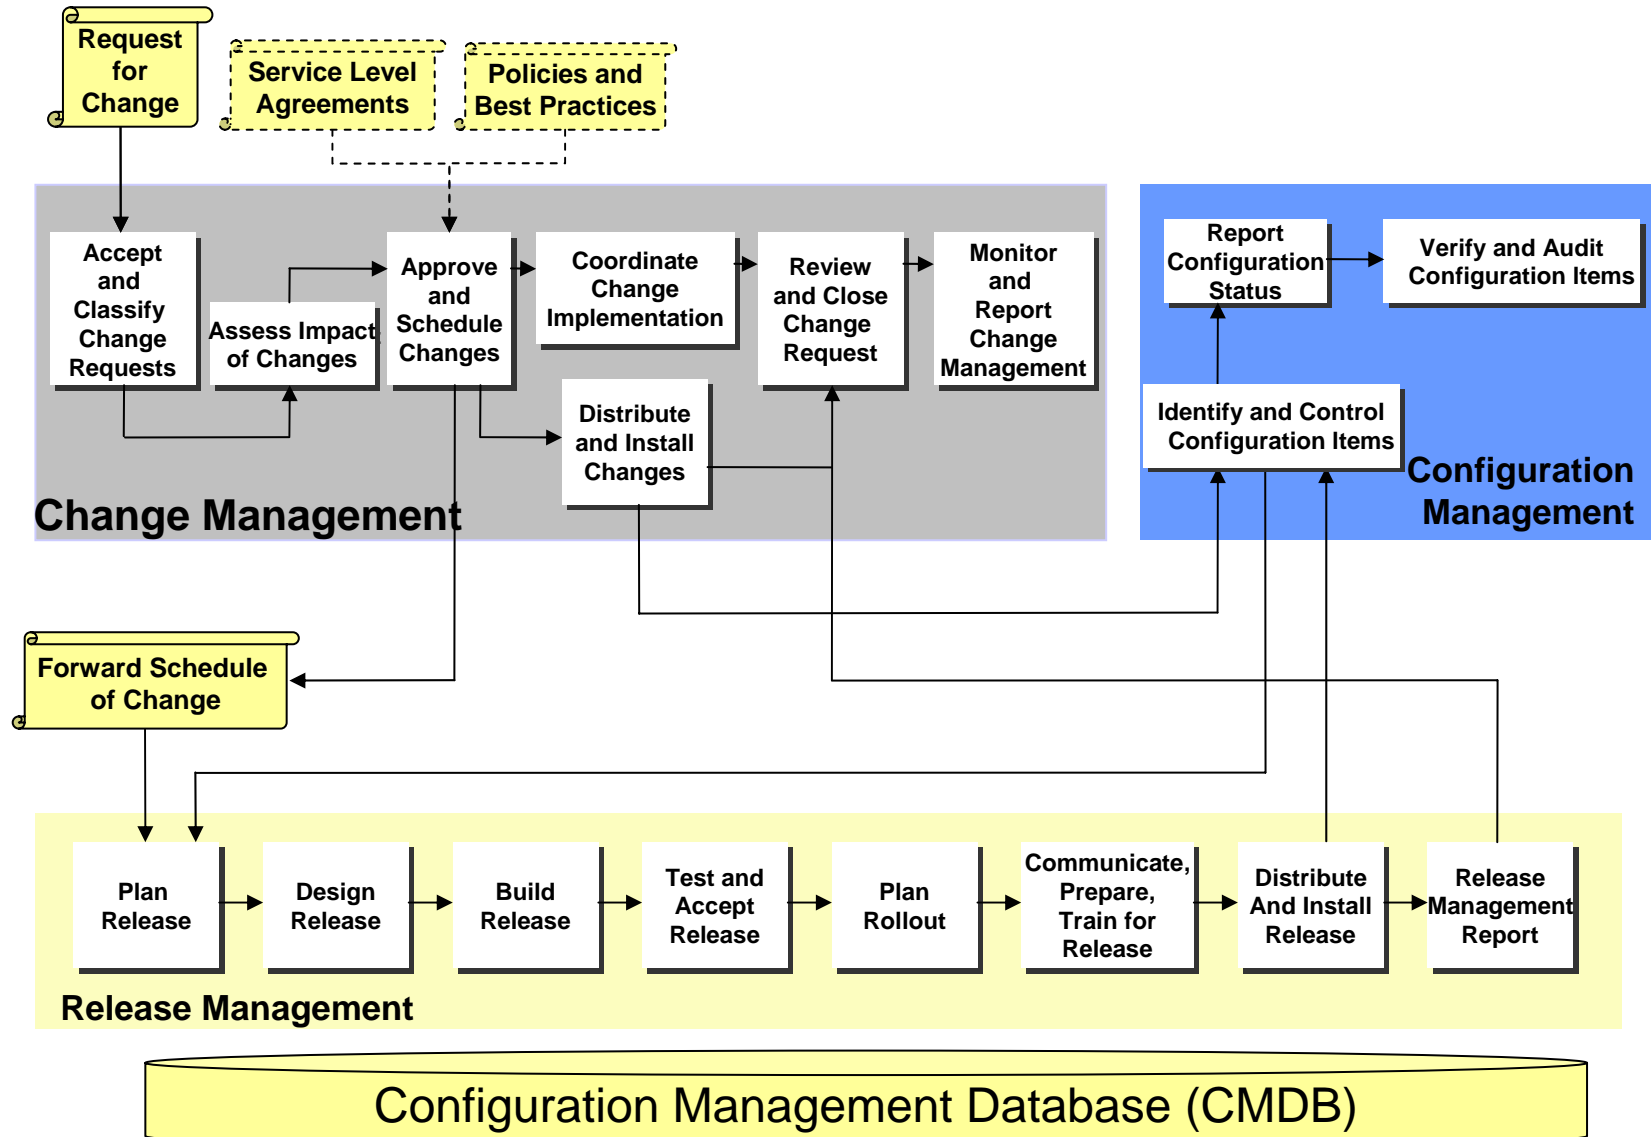 Request
for
Change
Service Level
Agreements
Policies and
Best Practices
Accept
and
Classify
Change
Requests
Assess Impact
of Changes
Approve
and
Schedule
Changes
Coordinate
Change
Implementation
Review
and Close
Change
Request
Monitor
and
Report
Change
Management
Distribute
and Install
Changes
Change Management
Report
Configuration
Status
Verify and Audit
Configuration Items
Identify and Control
Configuration Items
Configuration
Management
Forward Schedule
of Change
Plan
Release
Design
Release
Build
Release
Test and
Accept
Release
Plan
Rollout
Communicate,
Prepare,
Train for
Release
Distribute
And Install
Release
Release
Management
Report
Release Management
Configuration Management Database (CMDB)